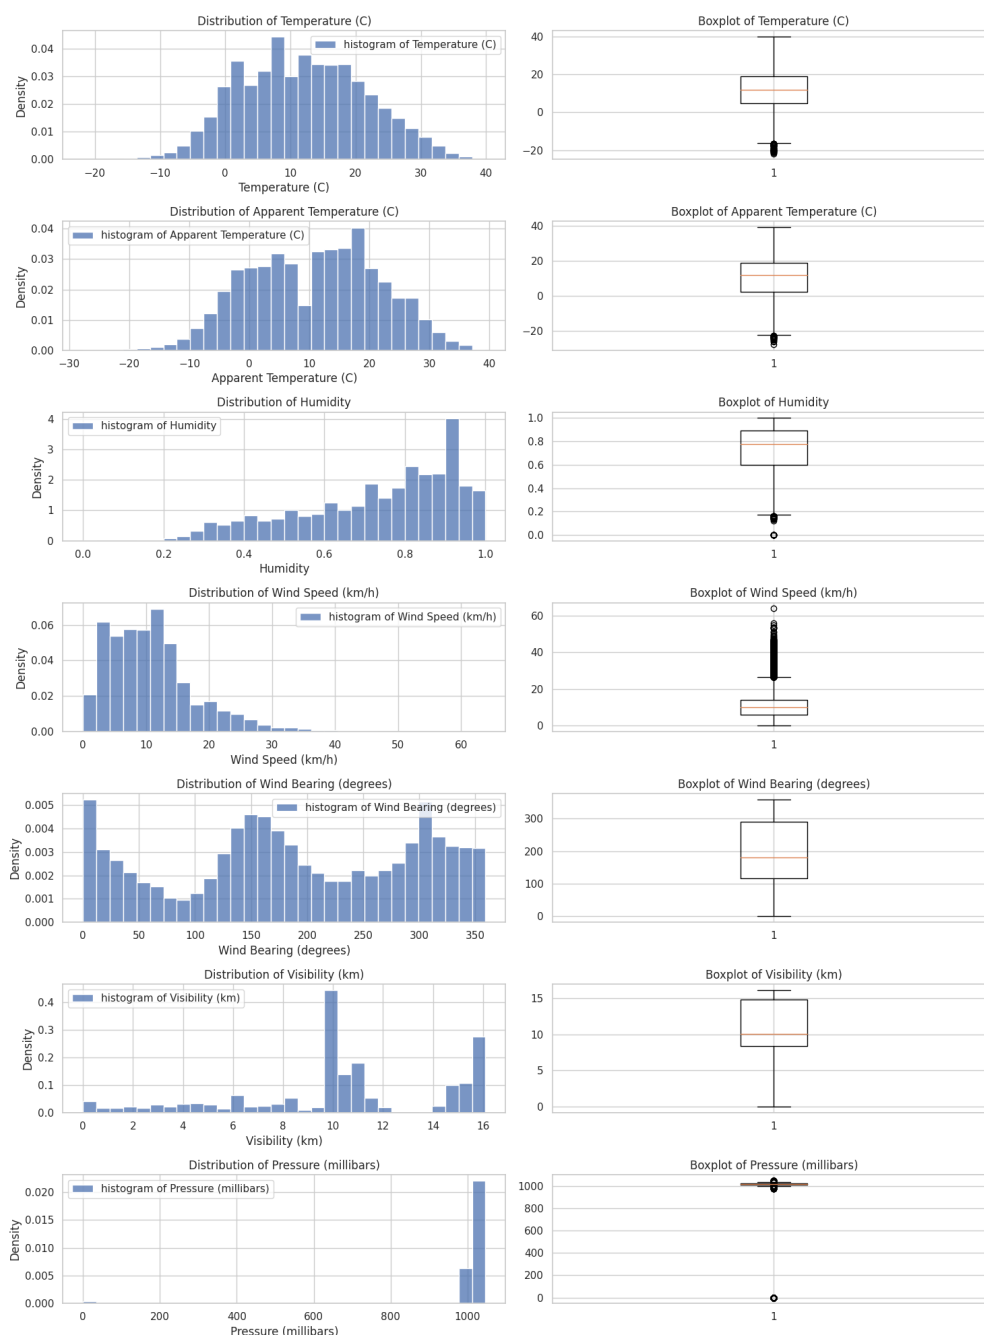 Distribution of Temperature (C)
histogram of Temperature (C)
Density
0.04
0.03
0.02
0.01
0.00
−20 −10 0 10 20 30 40
Temperature (C)
Boxplot of Temperature (C)
40
20
0
−20
1
Distribution of Apparent Temperature (C)
histogram of Apparent Temperature (C)
Density
0.04
0.03
0.02
0.01
0.00
−30 −20 −10 0 10 20 30 40
Apparent Temperature (C)
Boxplot of Apparent Temperature (C)
40
20
0
−20
1
Distribution of Humidity
histogram of Humidity
Density
4
3
2
1
0
0.0 0.2 0.4 0.6 0.8 1.0
Humidity
Boxplot of Humidity
1.0
0.8
0.6
0.4
0.2
0.0
1
Distribution of Wind Speed (km/h)
histogram of Wind Speed (km/h)
Density
0.06
0.04
0.02
0.00
0 10 20 30 40 50 60
Wind Speed (km/h)
Boxplot of Wind Speed (km/h)
60
40
20
0
1
Distribution of Wind Bearing (degrees)
histogram of Wind Bearing (degrees)
Density
0.005
0.004
0.003
0.002
0.001
0.000
0 50 100 150 200 250 300 350
Wind Bearing (degrees)
Boxplot of Wind Bearing (degrees)
300
200
100
0
1
Distribution of Visibility (km)
histogram of Visibility (km)
Density
0.4
0.3
0.2
0.1
0.0
0 2 4 6 8 10 12 14 16
Visibility (km)
Boxplot of Visibility (km)
15
10
5
0
1
Distribution of Pressure (millibars)
histogram of Pressure (millibars)
Density
0.020
0.015
0.010
0.005
0.000
0 200 400 600 800 1000
Pressure (millibars)
Boxplot of Pressure (millibars)
1000
800
600
400
200
0
1